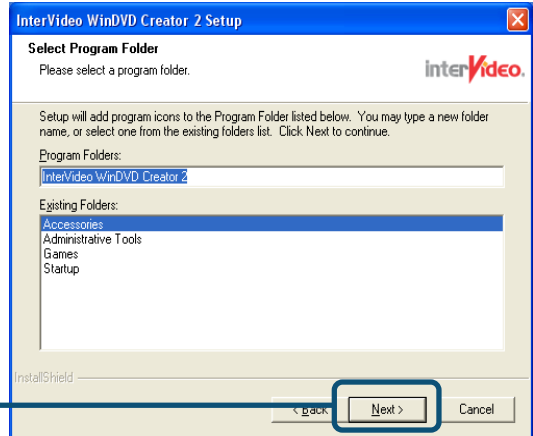 InterVideo WinDVD Creator 2 Setup
Select Program Folder
Please select a program folder.
interVideo.
Setup will add program icons to the Program Folder listed below. You may type a new folder
name, or select one from the existing folders list. Click Next to continue.
Program Folders:
InterVideo WinDVD Creator 2
Existing Folders:
Accessories
Administrative Tools
Games
Startup
InstallShield
< Back
Next >
Cancel